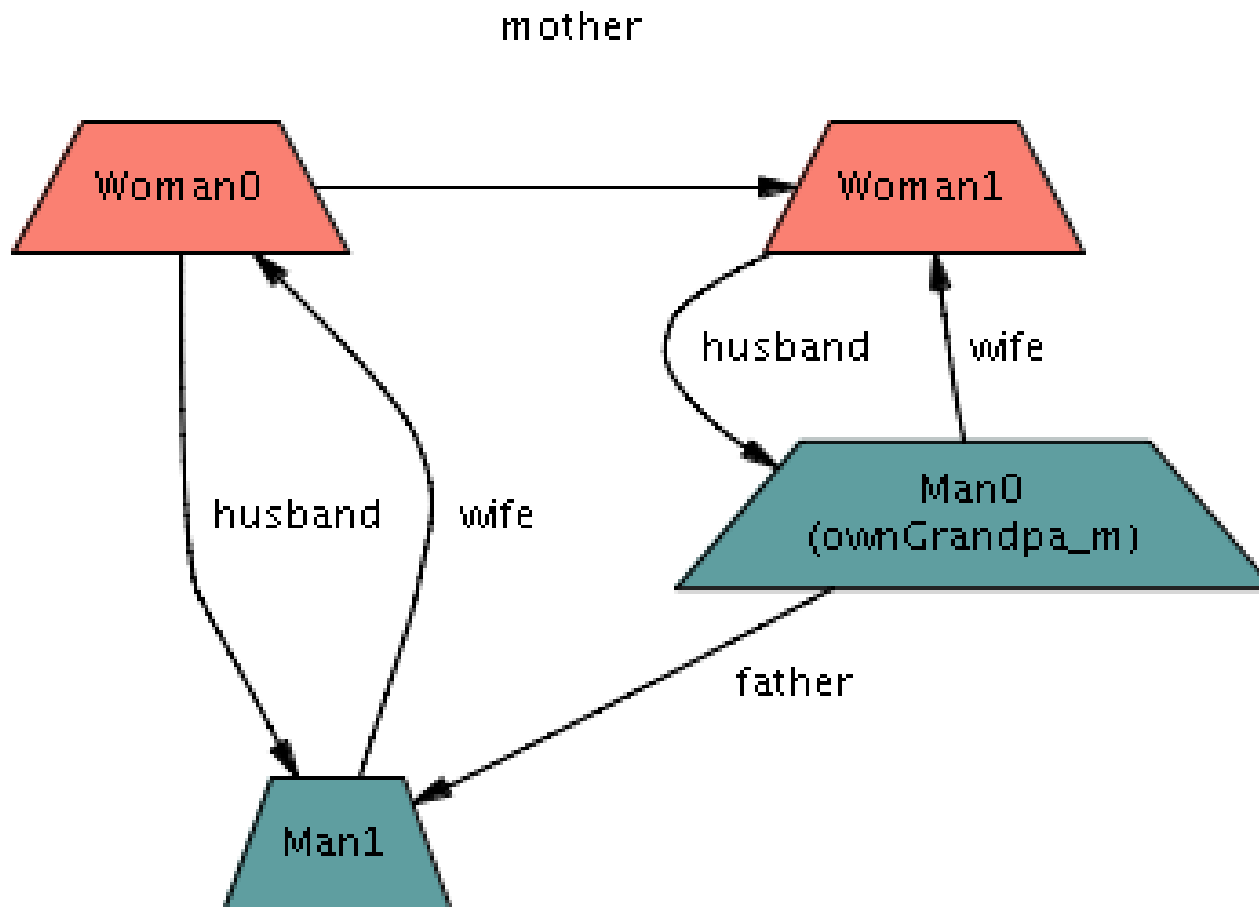 mother
Woman0
Woman1
husband
wife
Man0
(ownGrandpa_m)
husband
wife
father
Man1